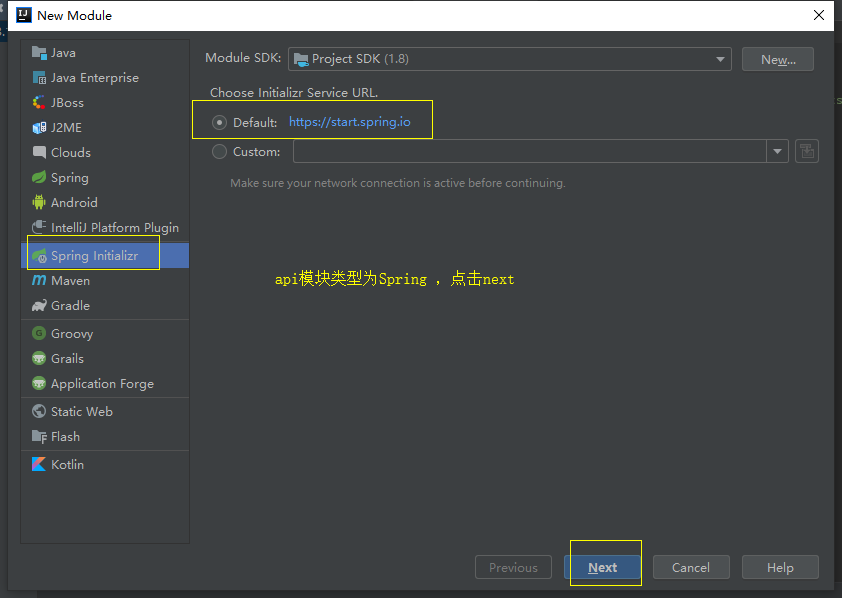 New Module
Java
Java Enterprise
JBoss
J2ME
Clouds
Spring
Android
IntelliJ Platform Plugin
Spring Initializr
Maven
Gradle
Groovy
Grails
Application Forge
Static Web
Flash
Kotlin
Module SDK: Project SDK (1.8) New...
Choose Initializr Service URL.
Default: https://start.spring.io
Custom:
Make sure your network connection is active before continuing.
api模块类型为Spring ，点击next
Previous Next Cancel Help